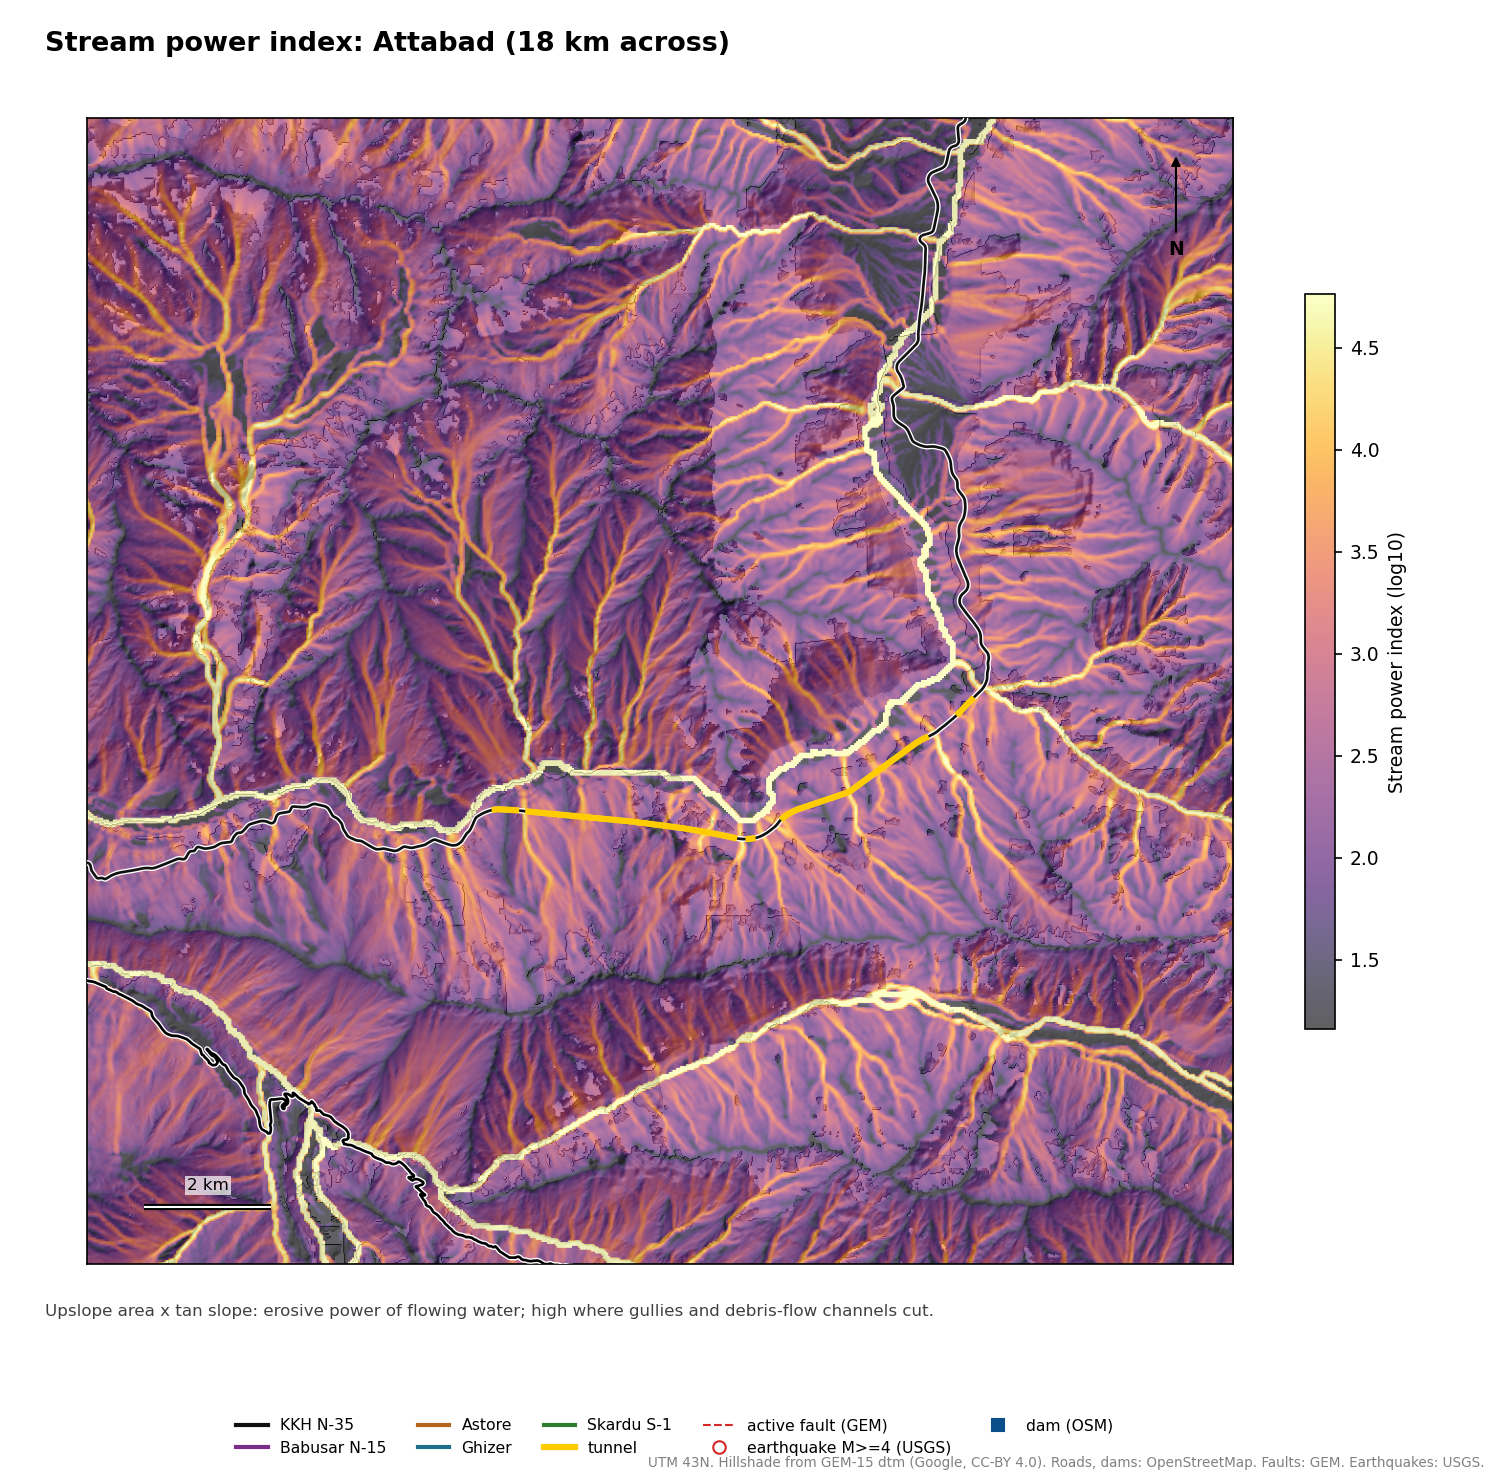 Stream power index: Attabad (18 km across)
N
4.5
4.0
3.5
3.0
2.5
2.0
1.5
Stream power index (log10)
2 km
Upslope area x tan slope: erosive power of flowing water; high where gullies and debris-flow channels cut.
KKH N-35
Astore
Skardu S-1
active fault (GEM)
dam (OSM)
Babusar N-15
Ghizer
tunnel
earthquake M>=4 (USGS)
UTM 43N. Hillshade from GEM-15 dtm (Google, CC-BY 4.0). Roads, dams: OpenStreetMap. Faults: GEM. Earthquakes: USGS.